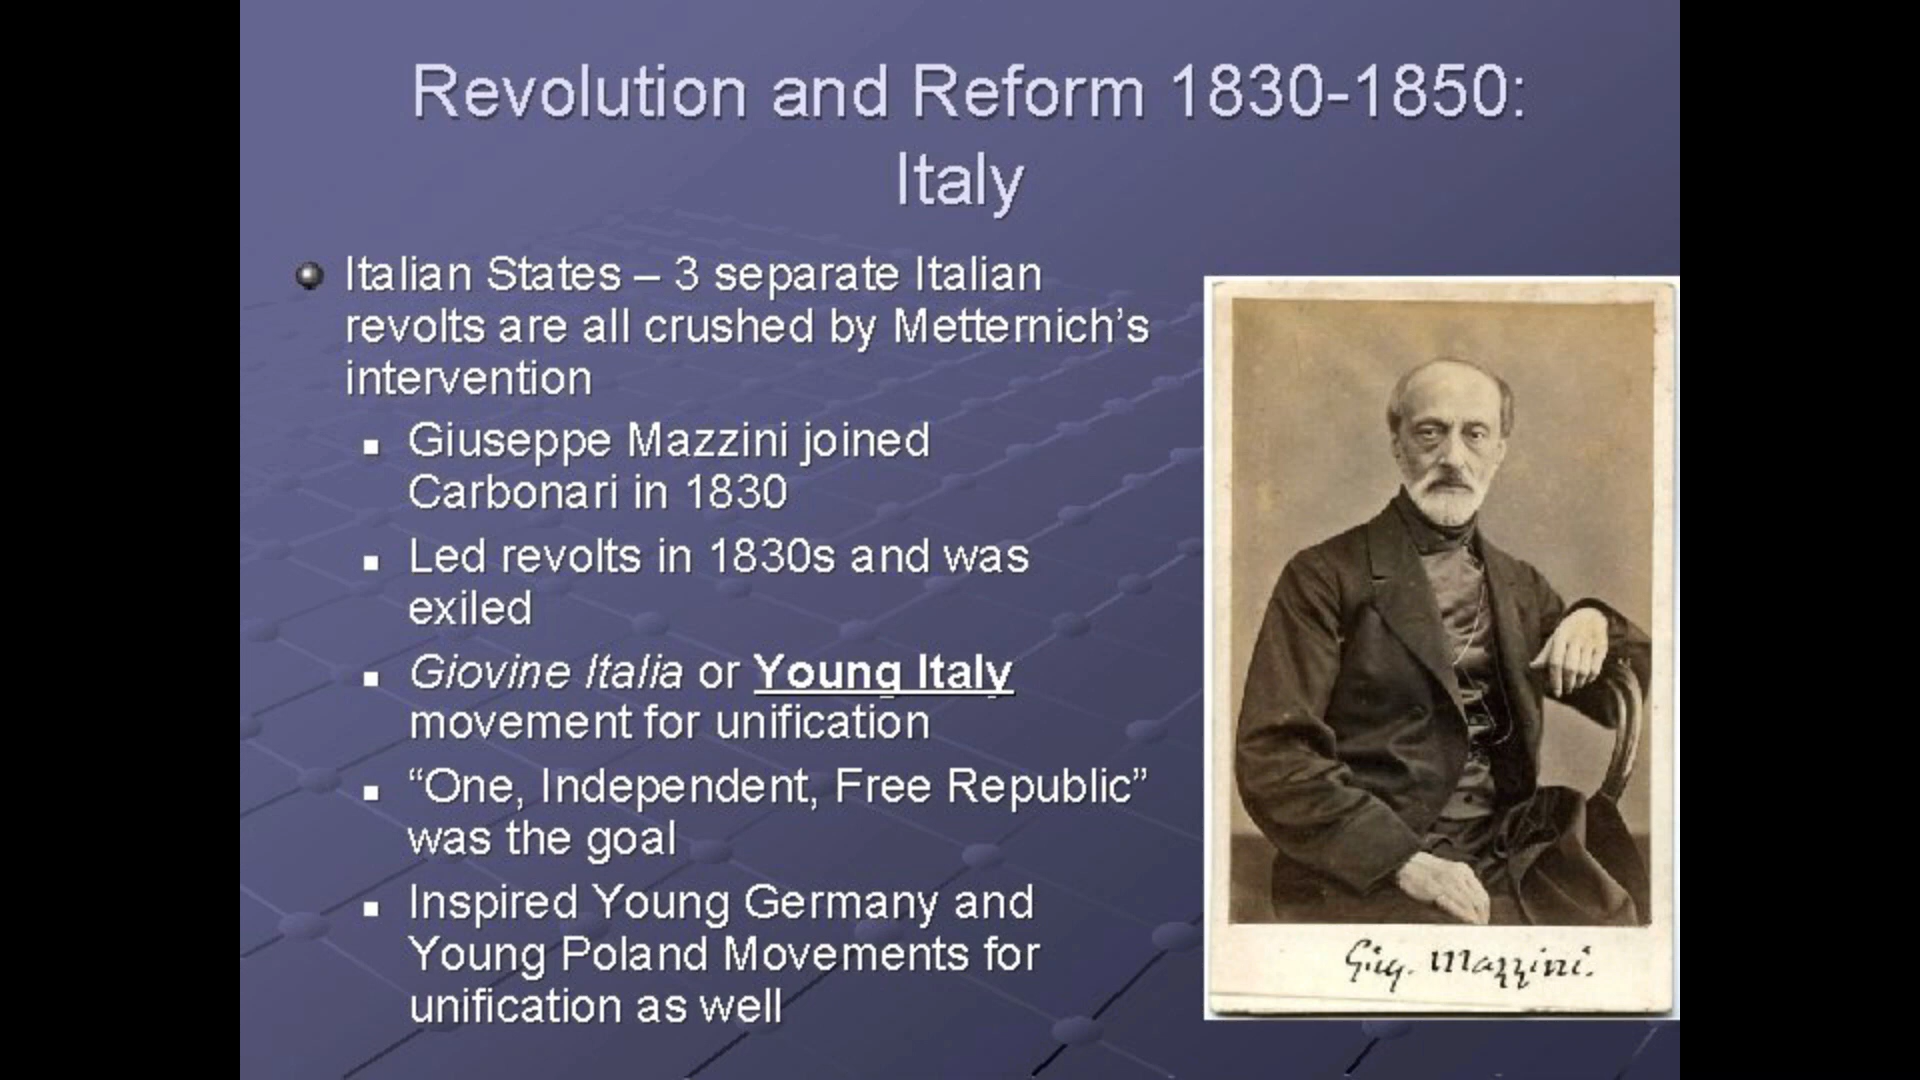 Revolution and Reform 1830-1850:
Italy
Italian States – 3 separate Italian
revolts are all crushed by Metternich’s
intervention
Giuseppe Mazzini joined
Carbonari in 1830
Led revolts in 1830s and was
exiled
Giovine Italia or Young Italy
movement for unification
“One, Independent, Free Republic”
was the goal
Inspired Young Germany and
Young Poland Movements for
unification as well
Giuş. Mazzini.